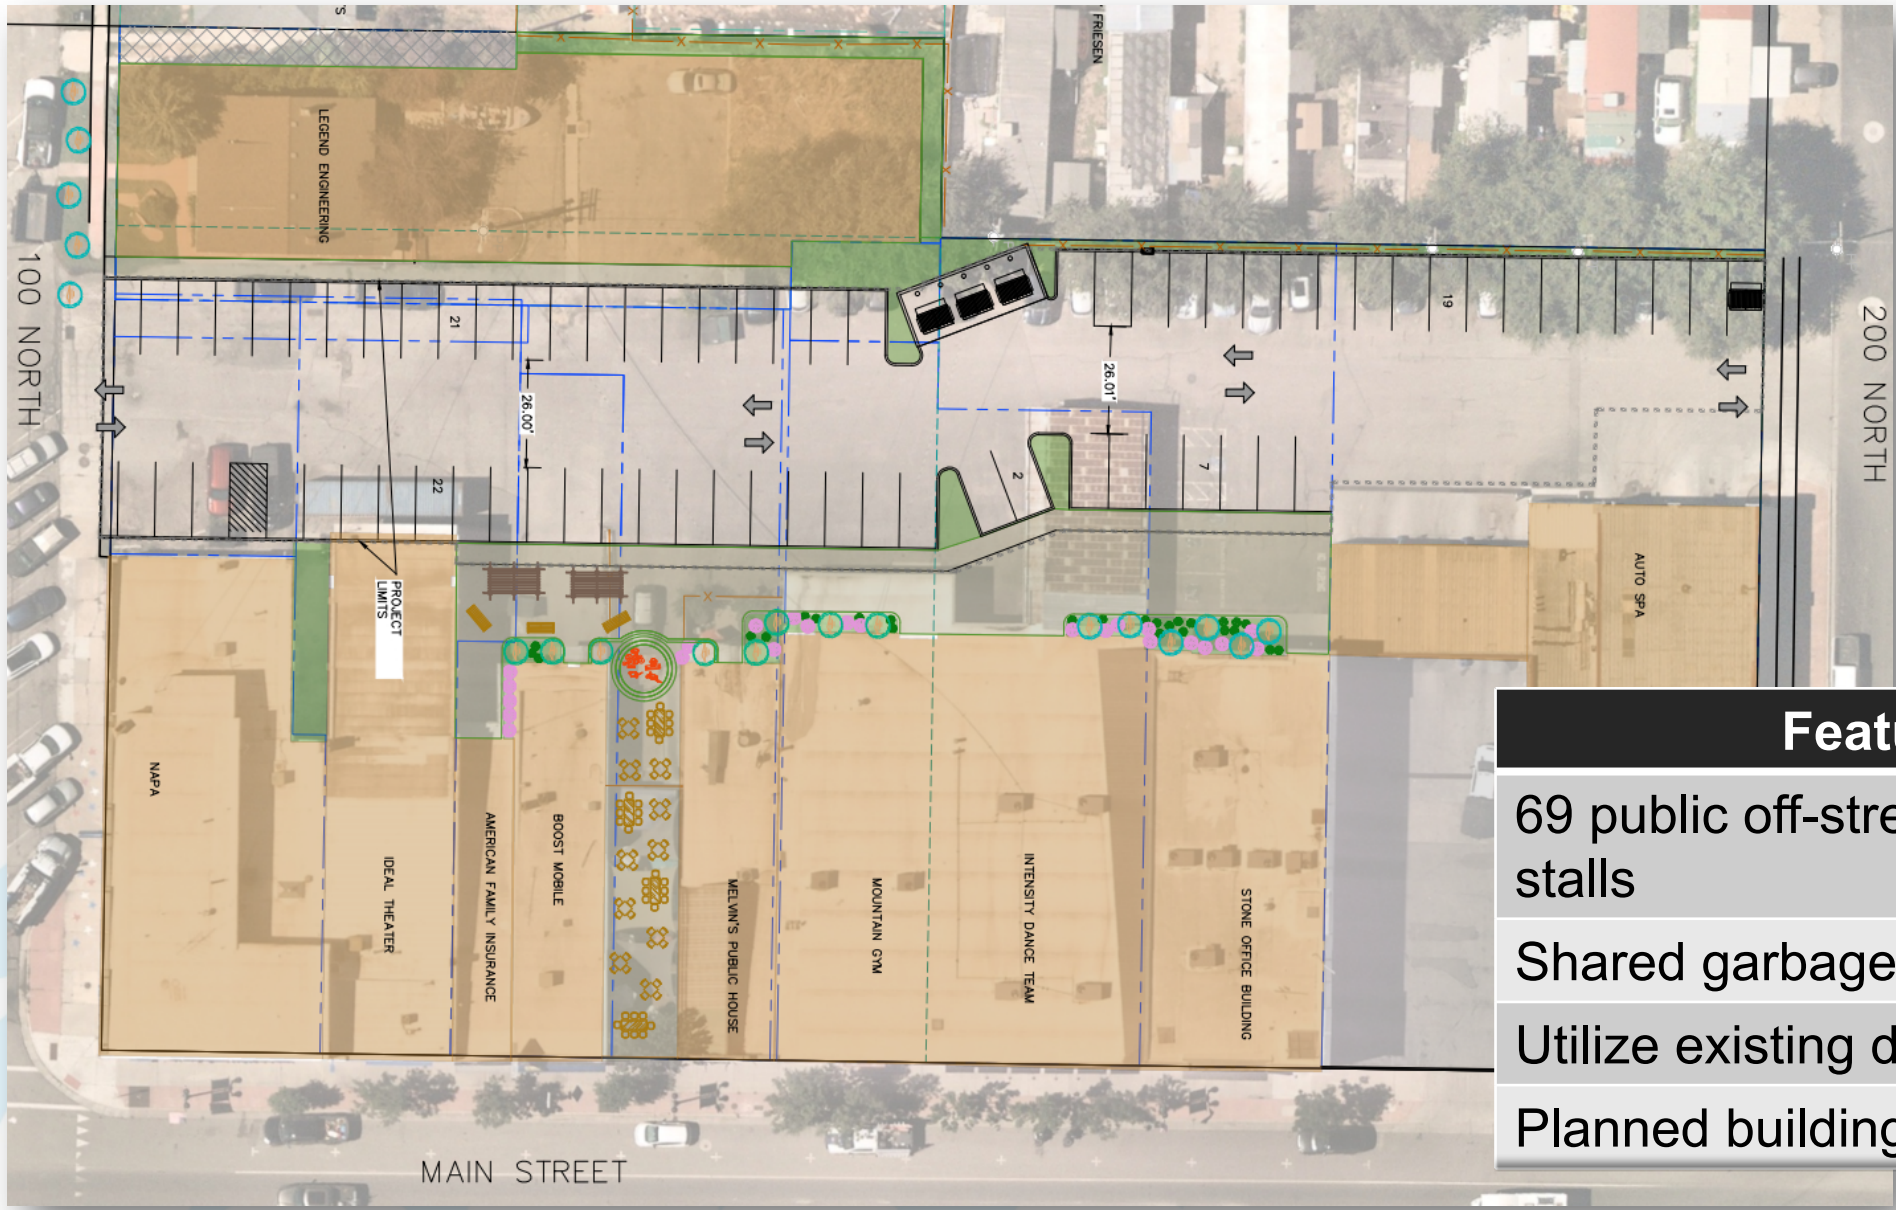 S
FRIESEN
LEGEND ENGINEERING
100 NORTH
200 NORTH
21
19
26.01'
26.00'
22
2
7
PROJECT
LIMITS
AUTO SPA
NAPA
IDEAL THEATER
AMERICAN FAMILY INSURANCE
BOOST MOBILE
MELVIN'S PUBLIC HOUSE
MOUNTAIN GYM
INTENSITY DANCE TEAM
STONE OFFICE BUILDING
MAIN STREET
Featu
69 public off-stre
stalls
Shared garbage
Utilize existing d
Planned building